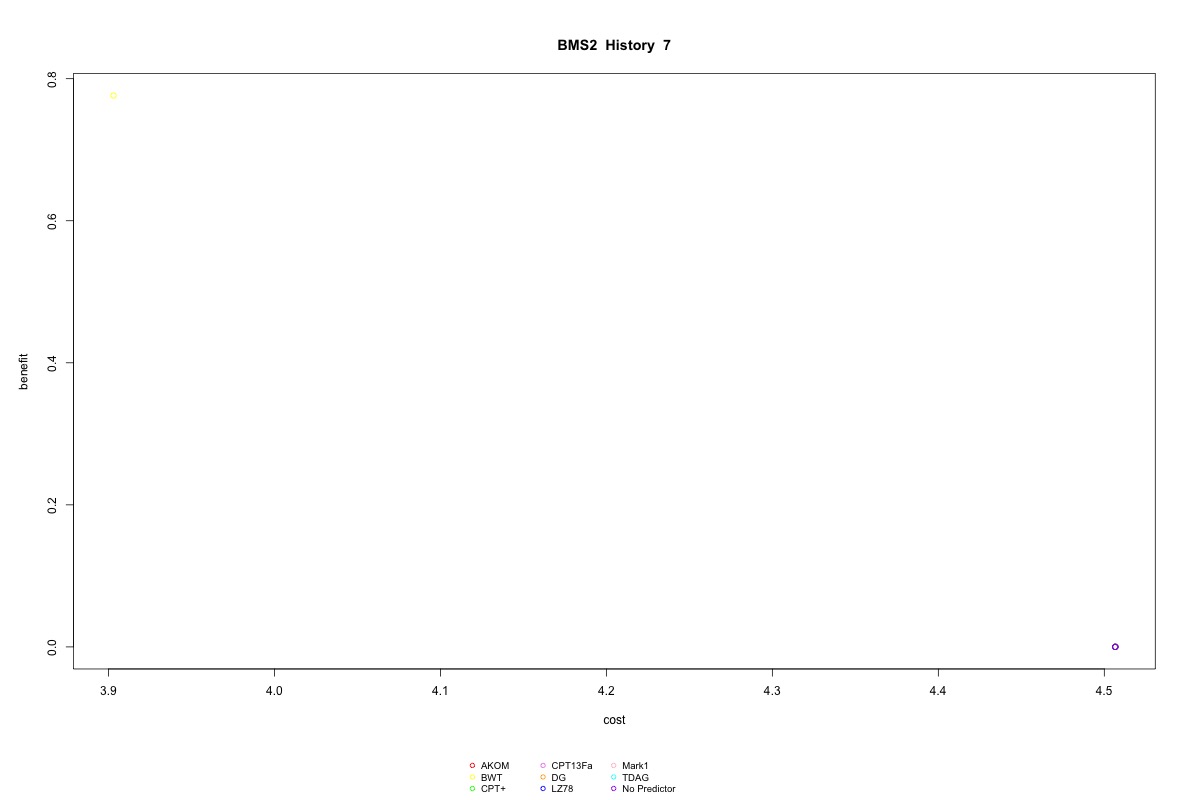 BMS2 History 7
0.8
0.6
0.4
0.2
0.0
benefit
3.9 4.0 4.1 4.2 4.3 4.4 4.5
cost
AKOM CPT13Fa Mark1
BWT DG TDAG
CPT+ LZ78 No Predictor